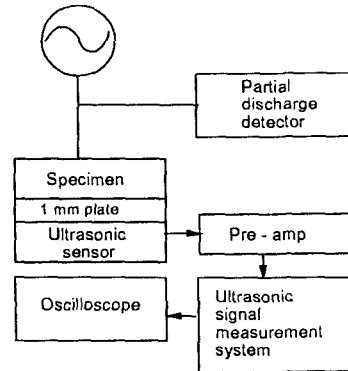 Partial
discharge
detector
Specimen
1 mm plate
Ultrasonic
sensor
Pre - amp
Oscilloscope
Ultrasonic
signal
measurement
system